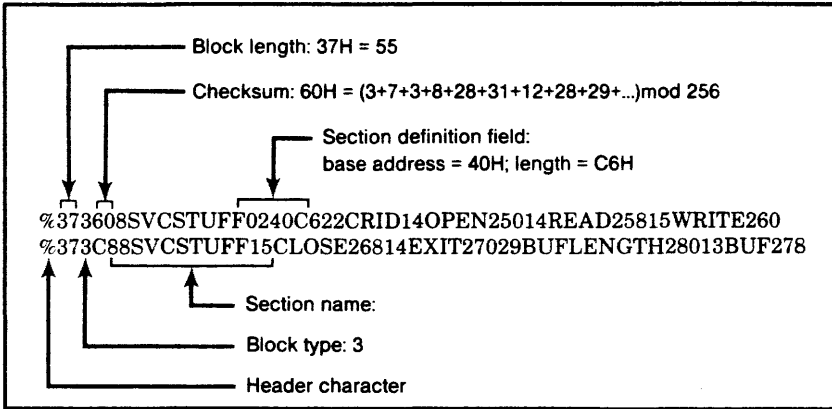 Block length: 37H = 55
Checksum: 60H = (3+7+3+8+28+31+12+28+29+...)mod 256
Section definition field:
base address = 40H; length = C6H
%373608SVCSTUFF0240C622CRID14OPEN25014READ25815WRITE260
%373C88SVCSTUFF15CLOSE26814EXIT27029BUFLENGTH28013BUF278
Section name:
Block type: 3
Header character